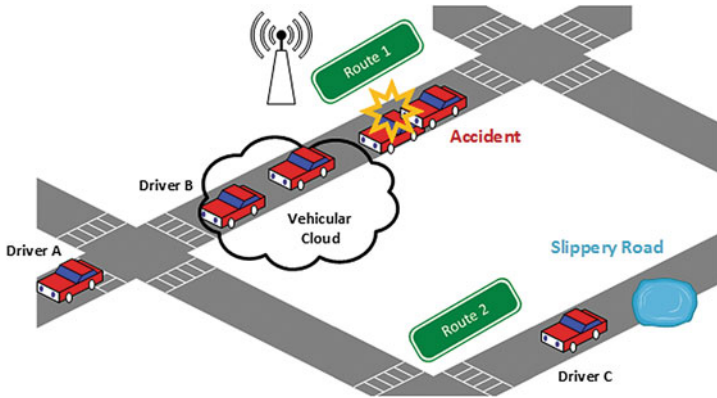 Route 1
Accident
Driver B
Vehicular
Cloud
Driver A
Slippery Road
Route 2
Driver C